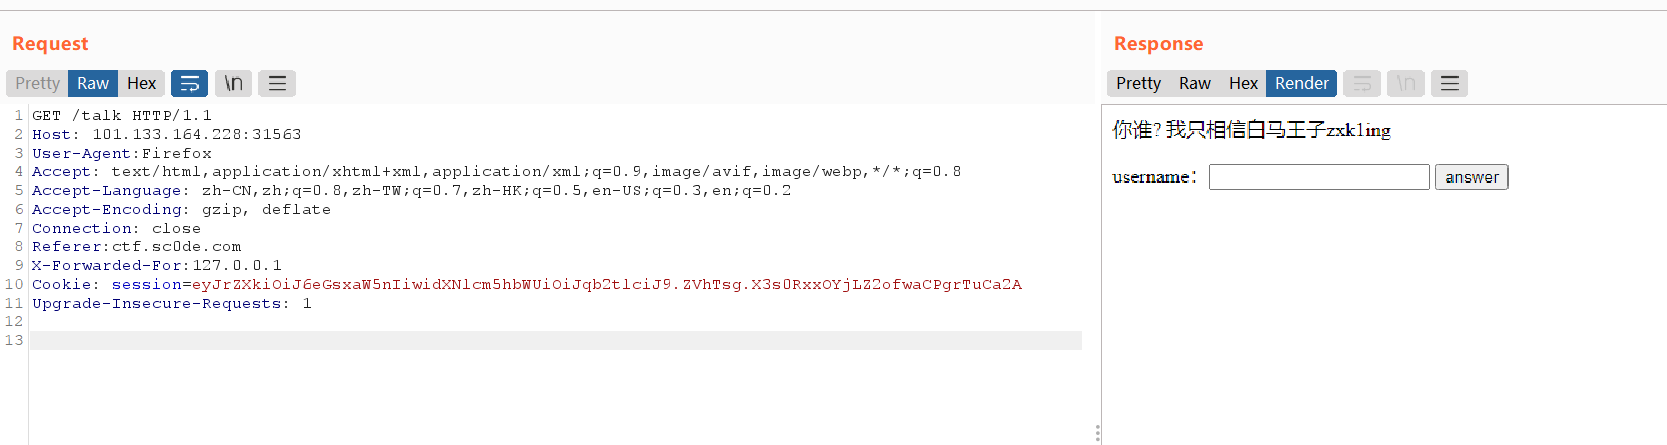 Request
Pretty Raw Hex \n
1 GET /talk HTTP/1.1
2 Host: 101.133.164.228:31563
3 User-Agent:Firefox
4 Accept: text/html,application/xhtml+xml,application/xml;q=0.9,image/avif,image/webp,*/*;q=0.8
5 Accept-Language: zh-CN,zh;q=0.8,zh-TW;q=0.7,zh-HK;q=0.5,en-US;q=0.3,en;q=0.2
6 Accept-Encoding: gzip, deflate
7 Connection: close
8 Referer:ctf.sc0de.com
9 X-Forwarded-For:127.0.0.1
10 Cookie: session=eyJrZXkiOiJ6eGsxaW5nIiwidXNlcm5hbWUiOiJqb2tlciJ9.ZVhTsg.X3s0RxxOYjLZ2ofwaCPgrTuCa2A
11 Upgrade-Insecure-Requests: 1
12
13
Response
Pretty Raw Hex Render \n
你谁? 我只相信白马王子zxk1ing
username: answer